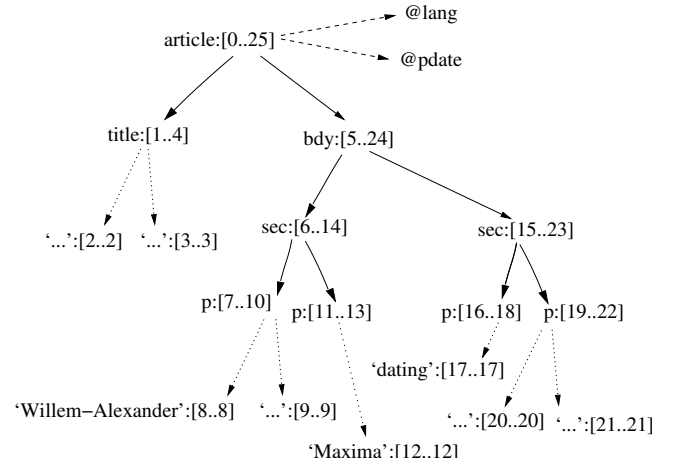 @lang
article:[0..25]
@pdate
title:[1..4]
bdy:[5..24]
sec:[6..14]
sec:[15..23]
‘...’:[2..2]
‘...’:[3..3]
p:[7..10]
p:[11..13]
p:[16..18]
p:[19..22]
‘dating’:[17..17]
‘Willem−Alexander’:[8..8]
‘...’:[9..9]
‘...’:[20..20]
‘...’:[21..21]
‘Maxima’:[12..12]